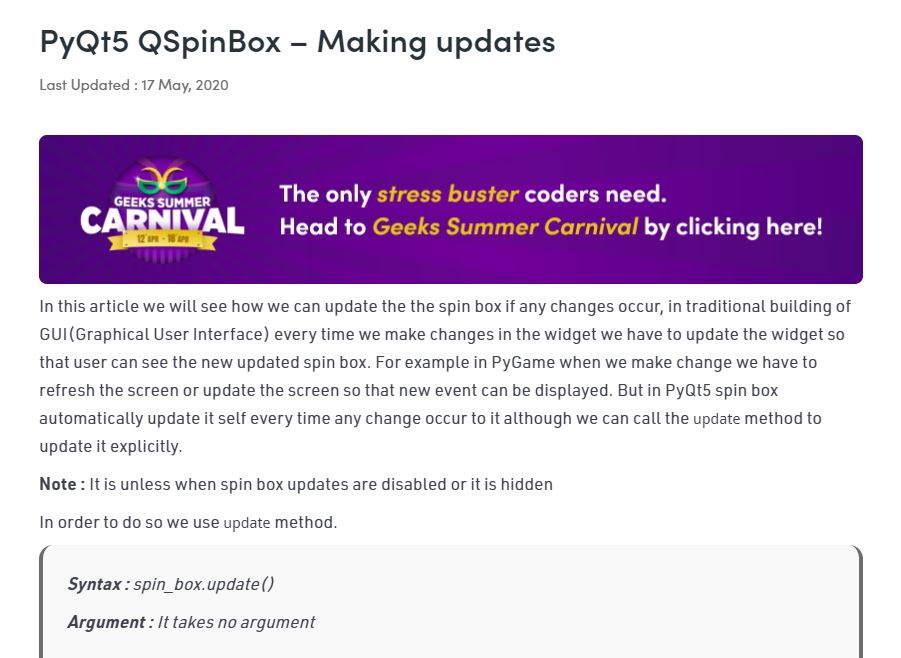 PyQt5 QSpinBox – Making updates
Last Updated : 17 May, 2020
GEEKS SUMMER
CARNIVAL
12 APR - 16 APR
The only stress buster coders need.
Head to Geeks Summer Carnival by clicking here!
In this article we will see how we can update the the spin box if any changes occur, in traditional building of
GUI(Graphical User Interface) every time we make changes in the widget we have to update the widget so
that user can see the new updated spin box. For example in PyGame when we make change we have to
refresh the screen or update the screen so that new event can be displayed. But in PyQt5 spin box
automatically update it self every time any change occur to it although we can call the update method to
update it explicitly.
Note : It is unless when spin box updates are disabled or it is hidden
In order to do so we use update method.
Syntax : spin_box.update()
Argument : It takes no argument